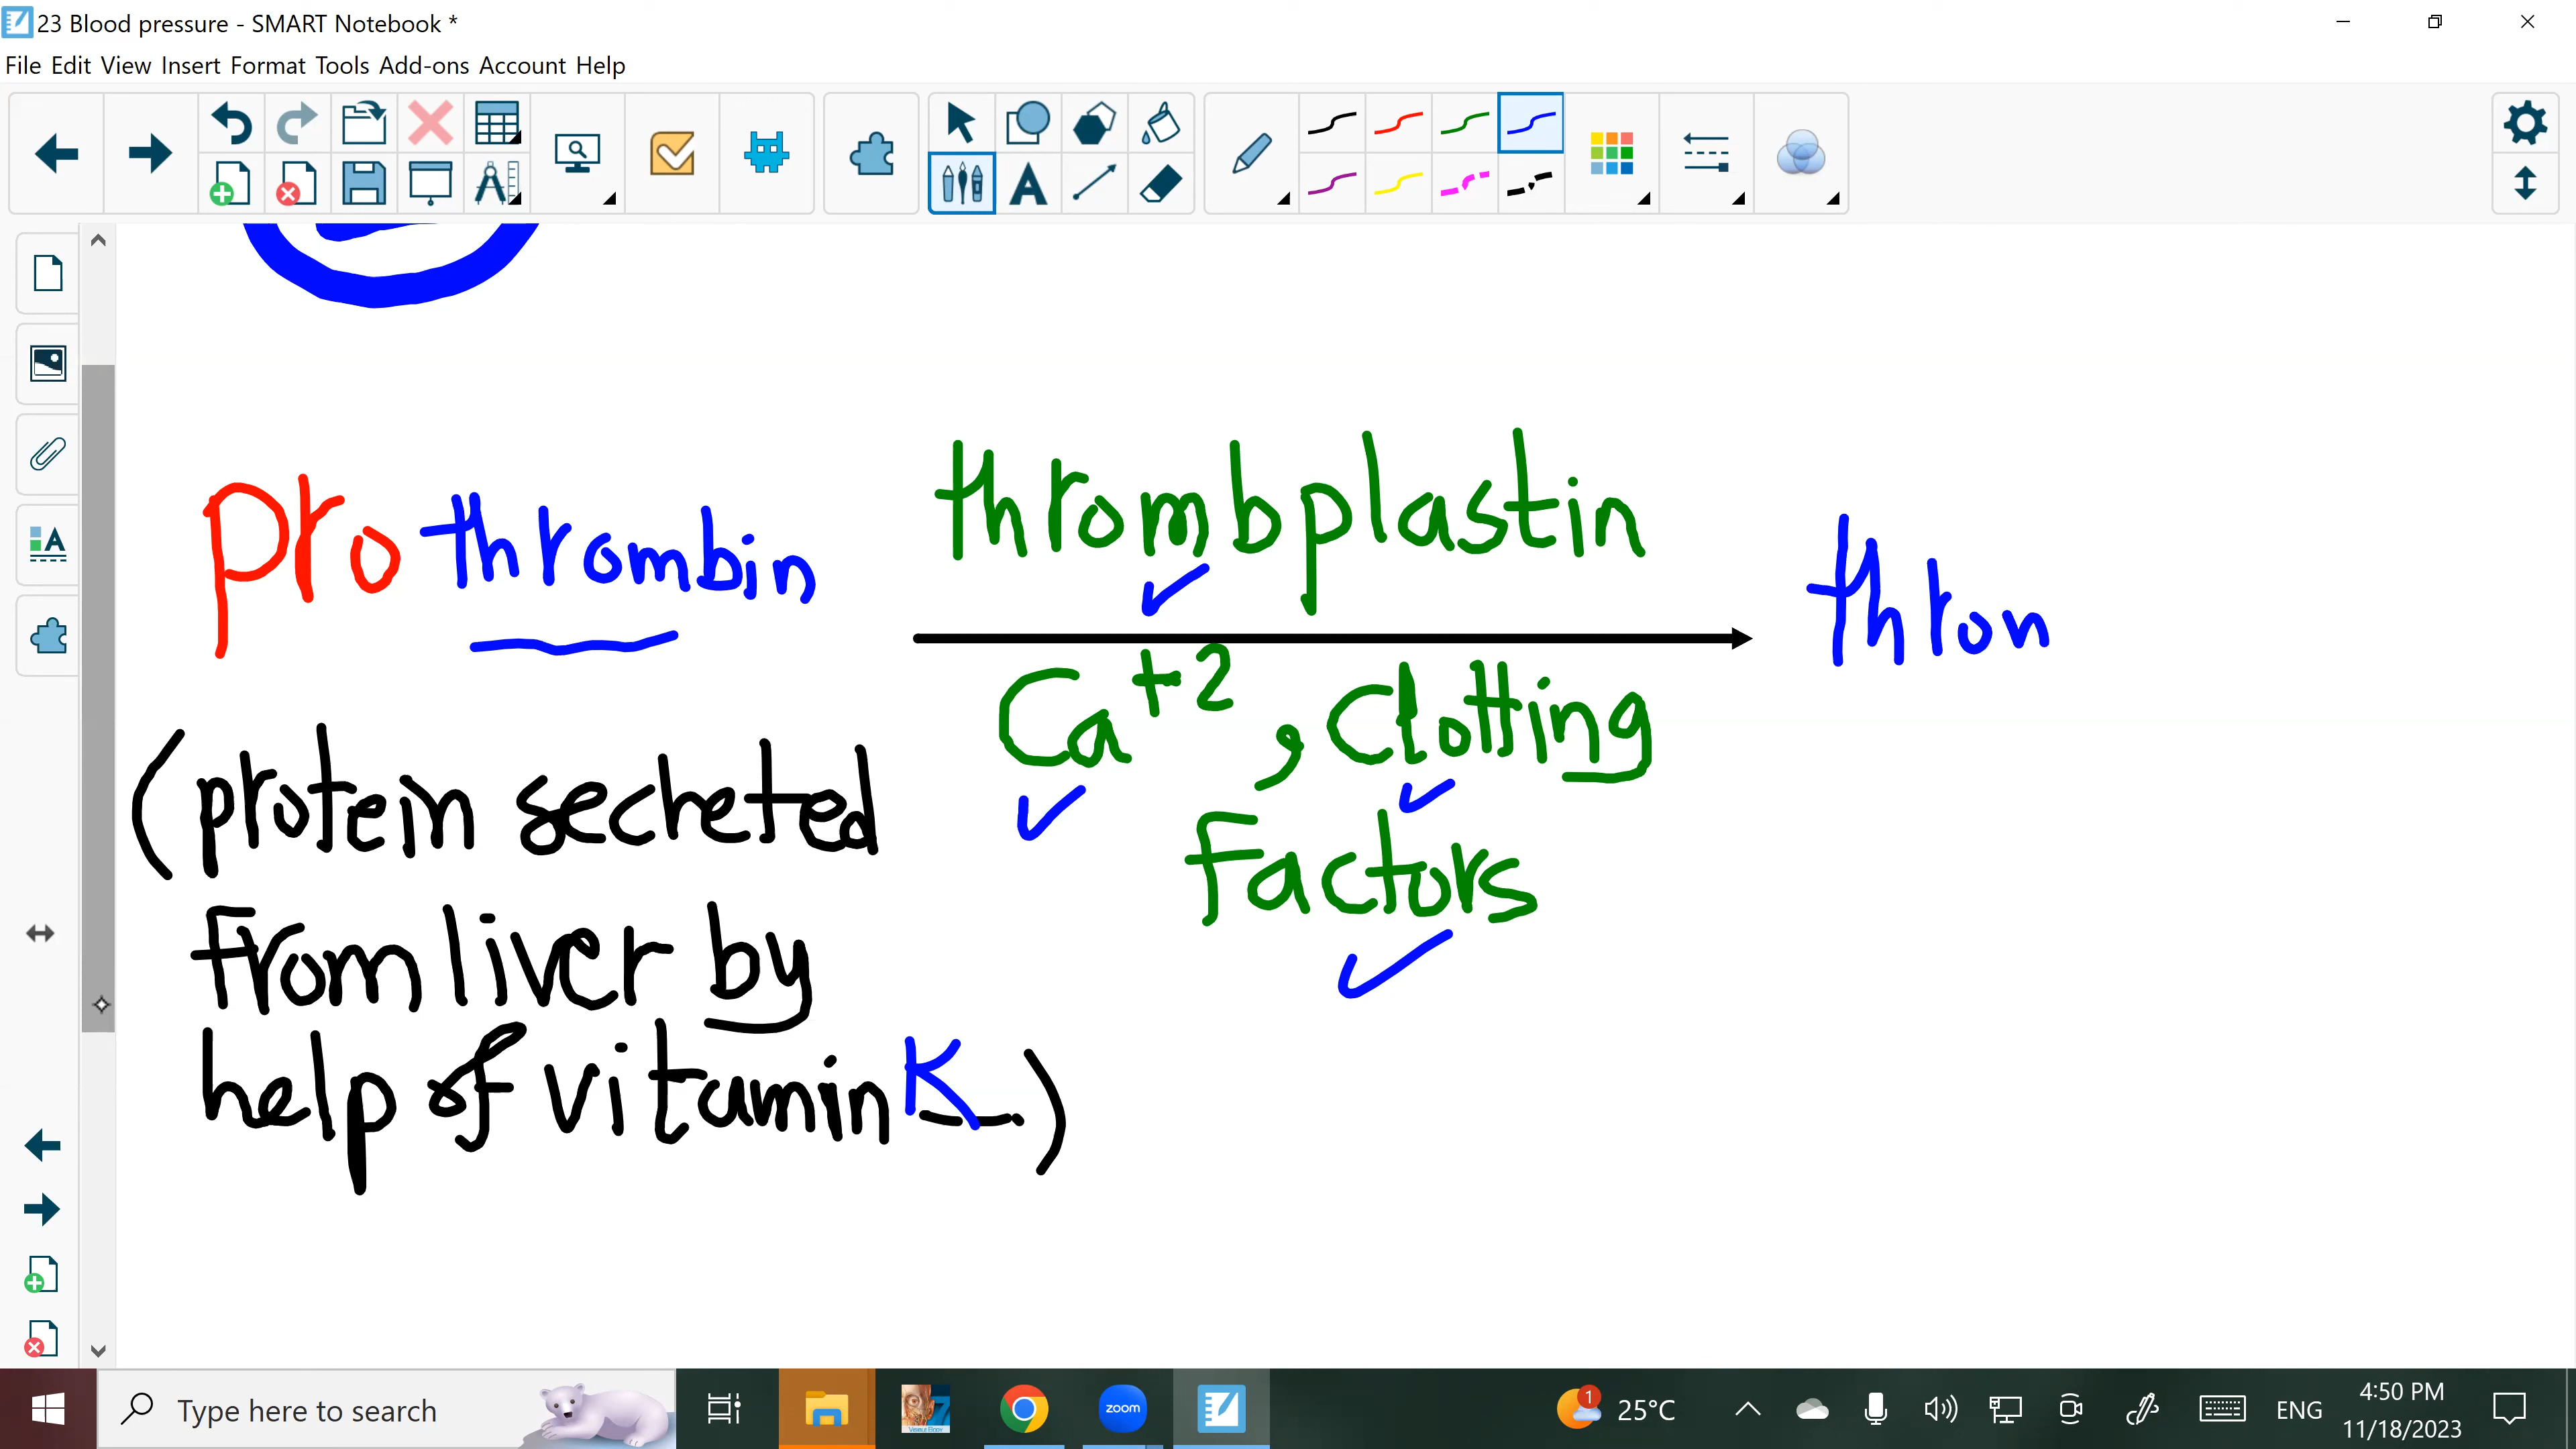 23 Blood pressure - SMART Notebook *
File Edit View Insert Format Tools Add-ons Account Help
thrombplastin
Prothrombin
thron
Ca+2, Clotting
Factors
(protein secreted
from liver by
help of vitamin K)
Type here to search
zoom
1
25°C
ENG
4:50 PM
11/18/2023